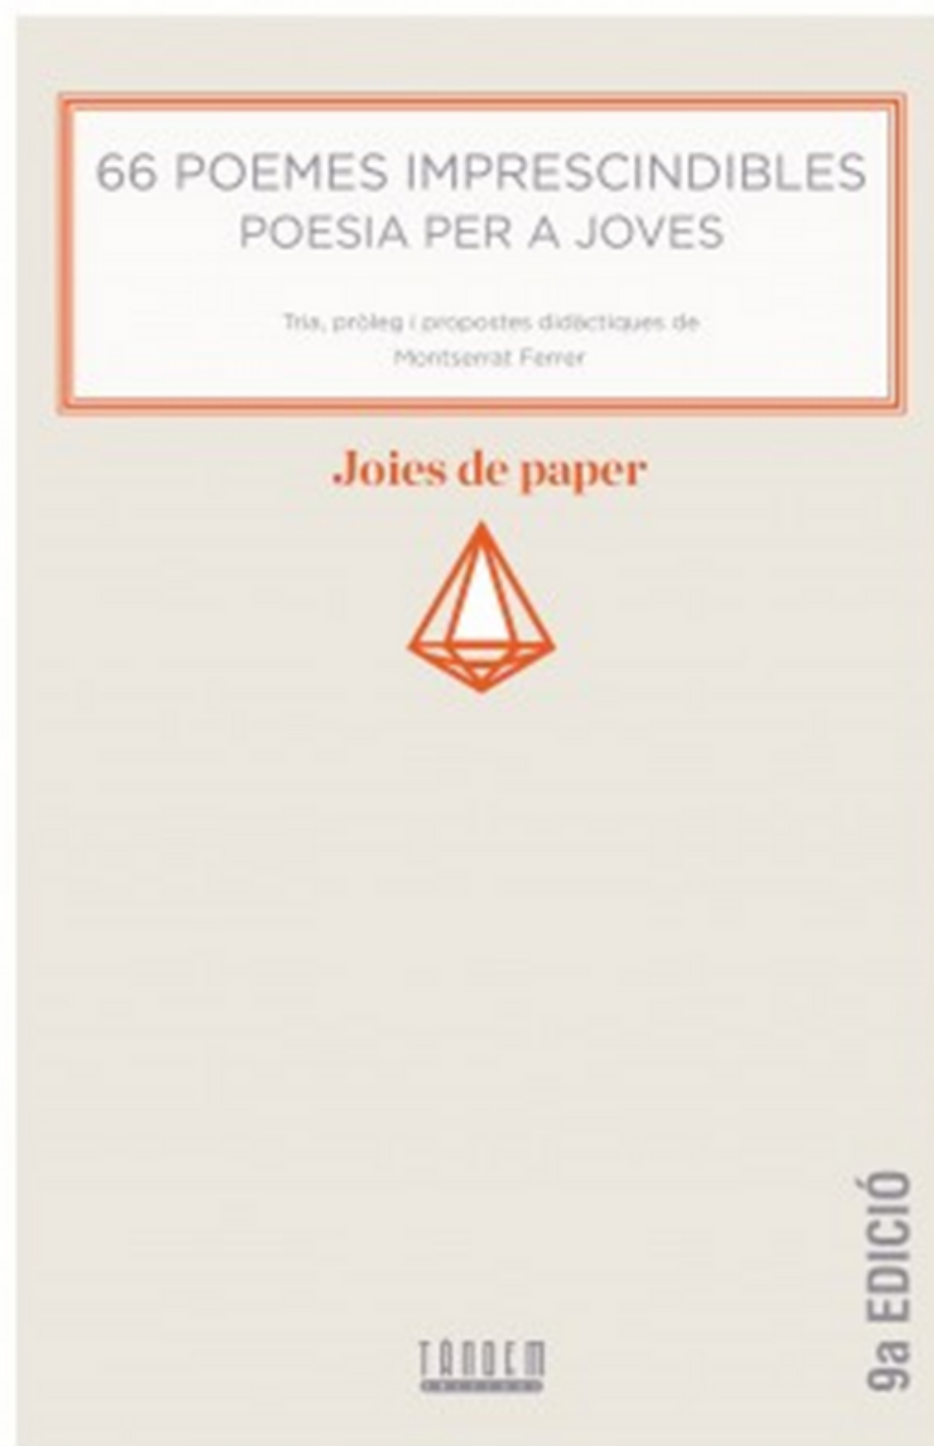 66 POEMES IMPRESCINDIBLES
POESIA PER A JOVES
Tria, pròleg i propostes didàctiques de
Montserrat Ferrer
Joies de paper
9a EDICIÓ
TÀNDEM